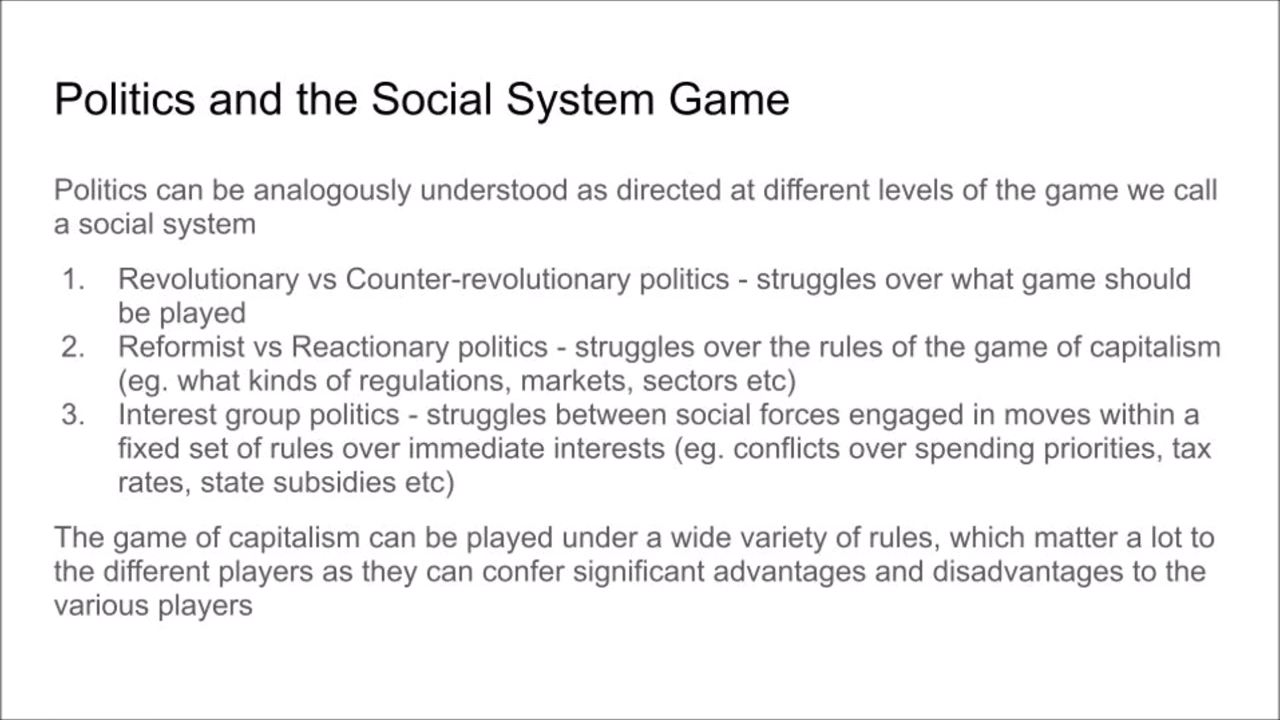 Politics and the Social System Game
Politics can be analogously understood as directed at different levels of the game we call
a social system
1. Revolutionary vs Counter-revolutionary politics - struggles over what game should
be played
2. Reformist vs Reactionary politics - struggles over the rules of the game of capitalism
(eg. what kinds of regulations, markets, sectors etc)
3. Interest group politics - struggles between social forces engaged in moves within a
fixed set of rules over immediate interests (eg. conflicts over spending priorities, tax
rates, state subsidies etc)
The game of capitalism can be played under a wide variety of rules, which matter a lot to
the different players as they can confer significant advantages and disadvantages to the
various players